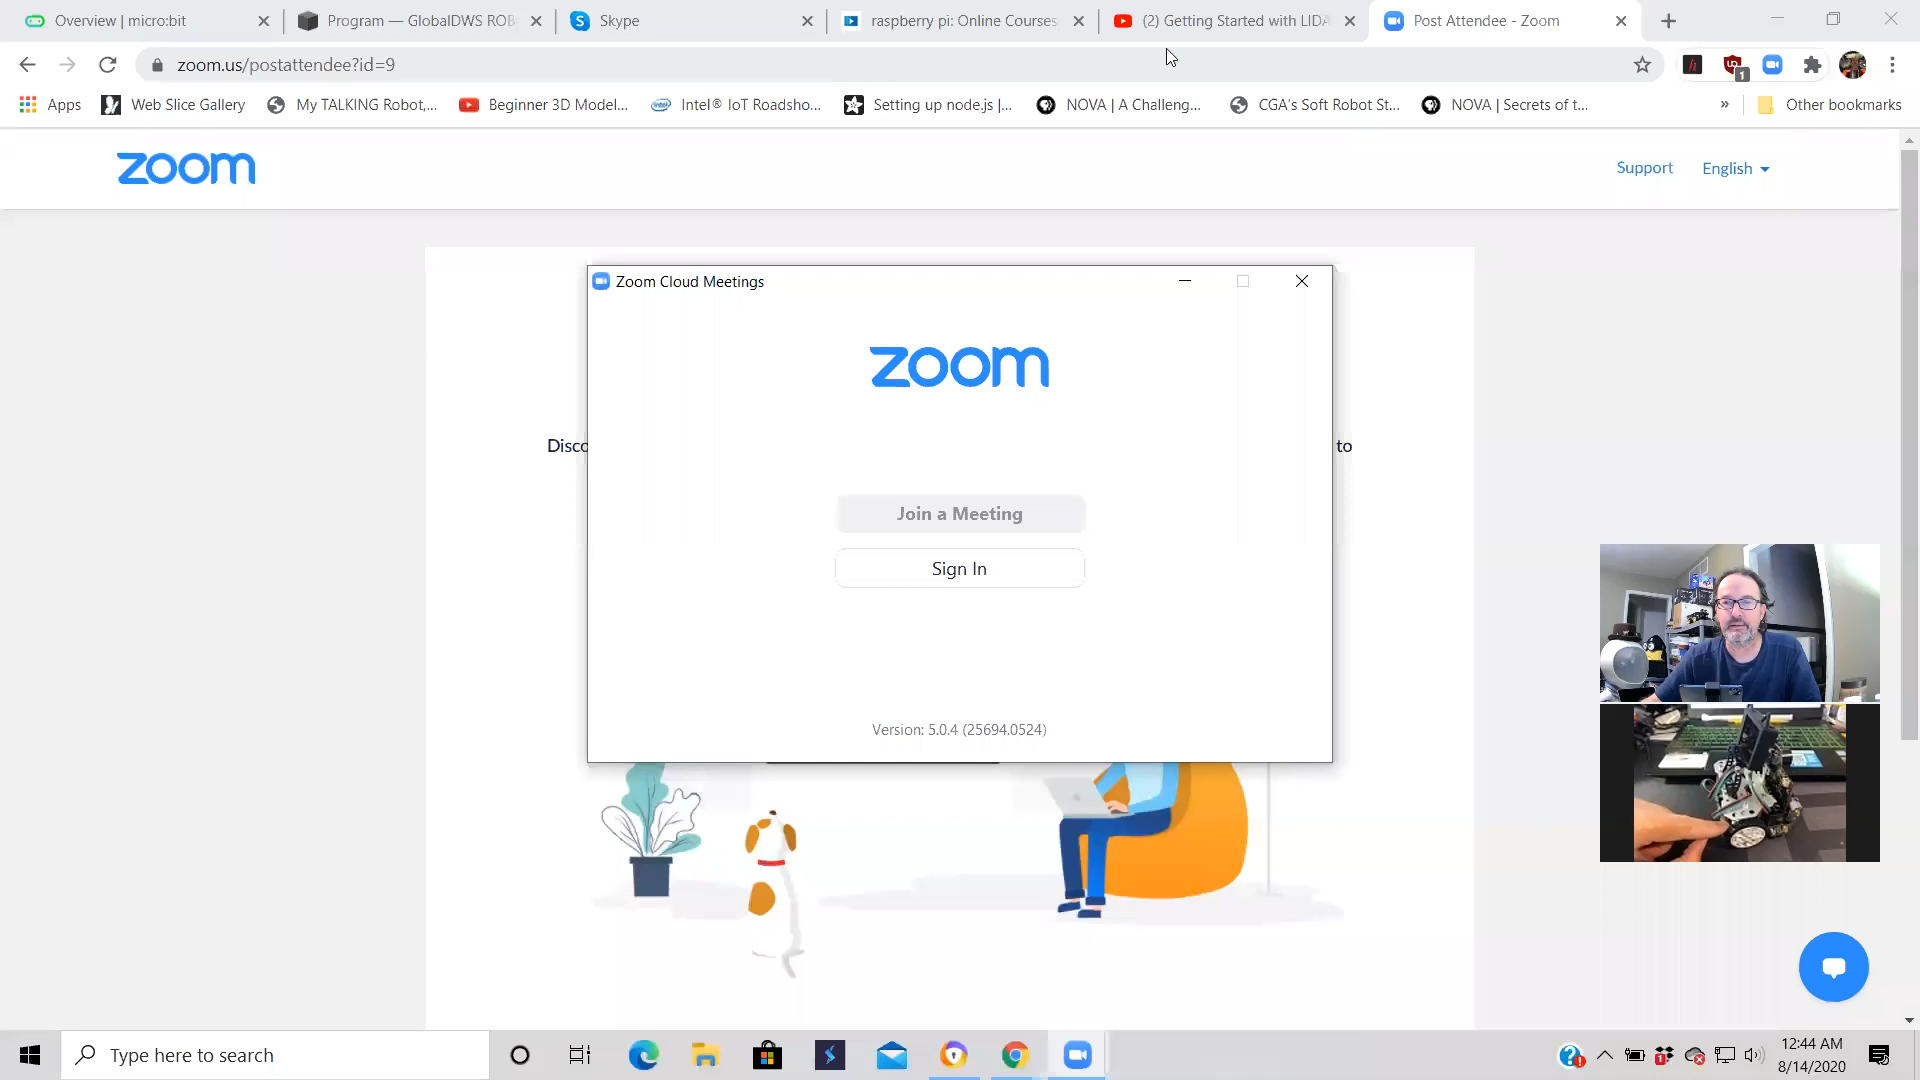 Overview | micro:bit
Program — GlobalDWS ROB
Skype
raspberry pi: Online Courses
(2) Getting Started with LIDA
Post Attendee - Zoom
zoom.us/postattendee?id=9
1
Apps
Web Slice Gallery
My TALKING Robot,...
Beginner 3D Model...
Intel® IoT Roadsho...
Setting up node.js |...
NOVA | A Challeng...
CGA's Soft Robot St...
NOVA | Secrets of t...
»
Other bookmarks
zoom
Support
English
Zoom Cloud Meetings
zoom
Disco
to
Join a Meeting
Sign In
Version: 5.0.4 (25694.0524)
Type here to search
12:44 AM
8/14/2020